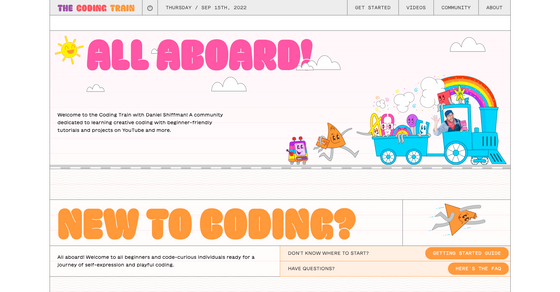 THE CODING TRAIN
THURSDAY / SEP 15TH, 2022
GET STARTED
VIDEOS
COMMUNITY
ABOUT
ALL ABOARD!
Welcome to the Coding Train with Daniel Shiffman! A community
dedicated to learning creative coding with beginner-friendly
tutorials and projects on YouTube and more.
NEW TO CODING?
All aboard! Welcome to all beginners and code-curious individuals ready for a
journey of self-expression and playful coding.
DON'T KNOW WHERE TO START?
GETTING STARTED GUIDE
HAVE QUESTIONS?
HERE'S THE FAQ